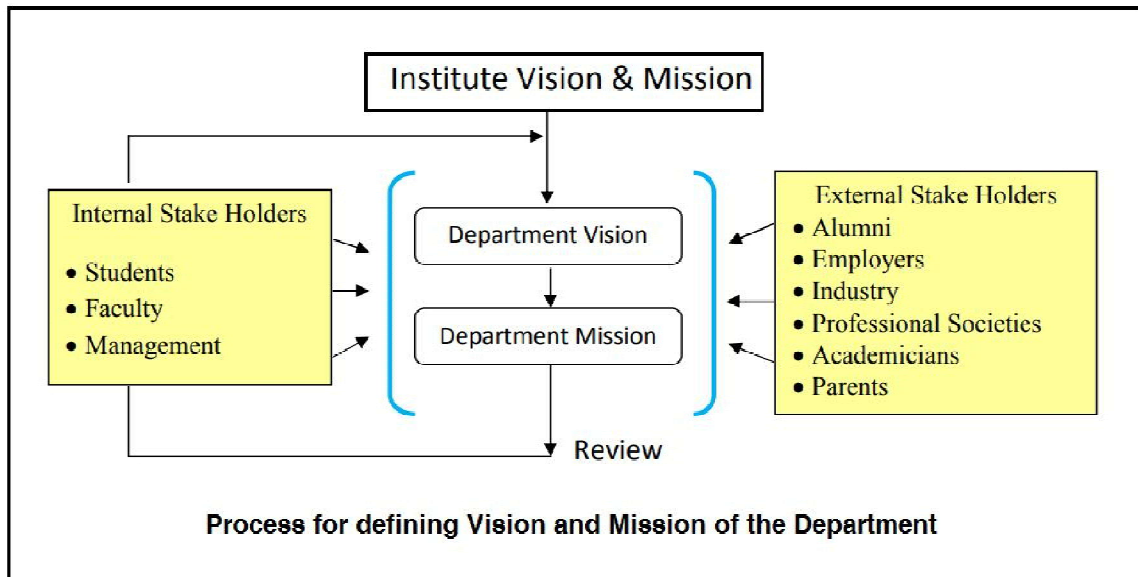 Institute Vision & Mission
Internal Stake Holders
• Students
• Faculty
• Management
Department Vision
Department Mission
External Stake Holders
• Alumni
• Employers
• Industry
• Professional Societies
• Academicians
• Parents
Review
Process for defining Vision and Mission of the Department